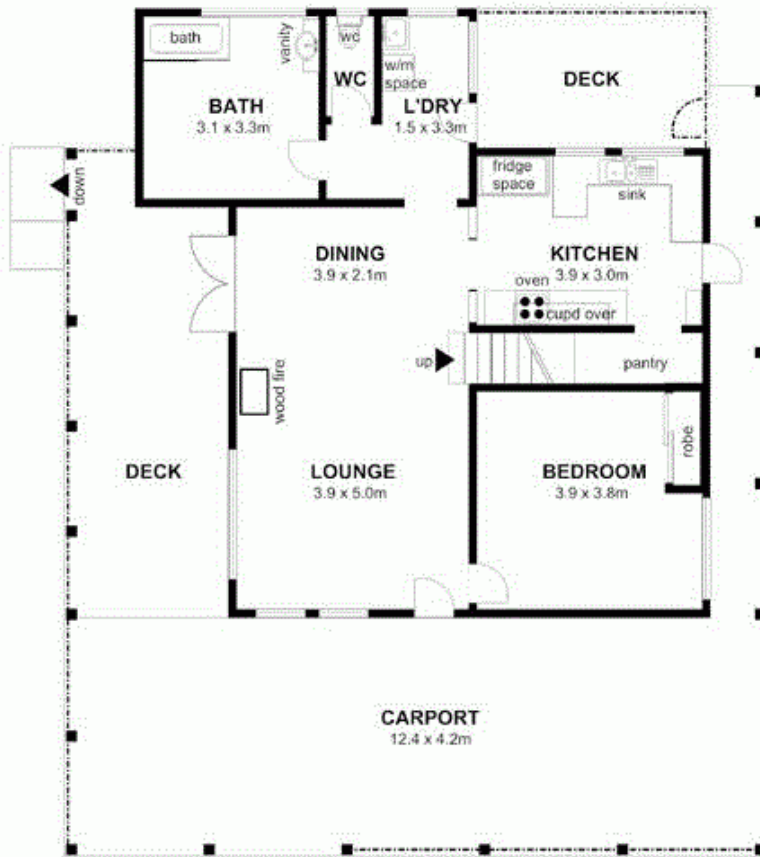 bath
vanity
wc
WC
w/m
space
BATH
3.1 x 3.3m
L'DRY
1.5 x 3.3m
DECK
down
fridge
space
sink
DINING
3.9 x 2.1m
KITCHEN
3.9 x 3.0m
oven
cupd over
up
pantry
wood fire
DECK
LOUNGE
3.9 x 5.0m
BEDROOM
3.9 x 3.8m
robe
CARPORT
12.4 x 4.2m